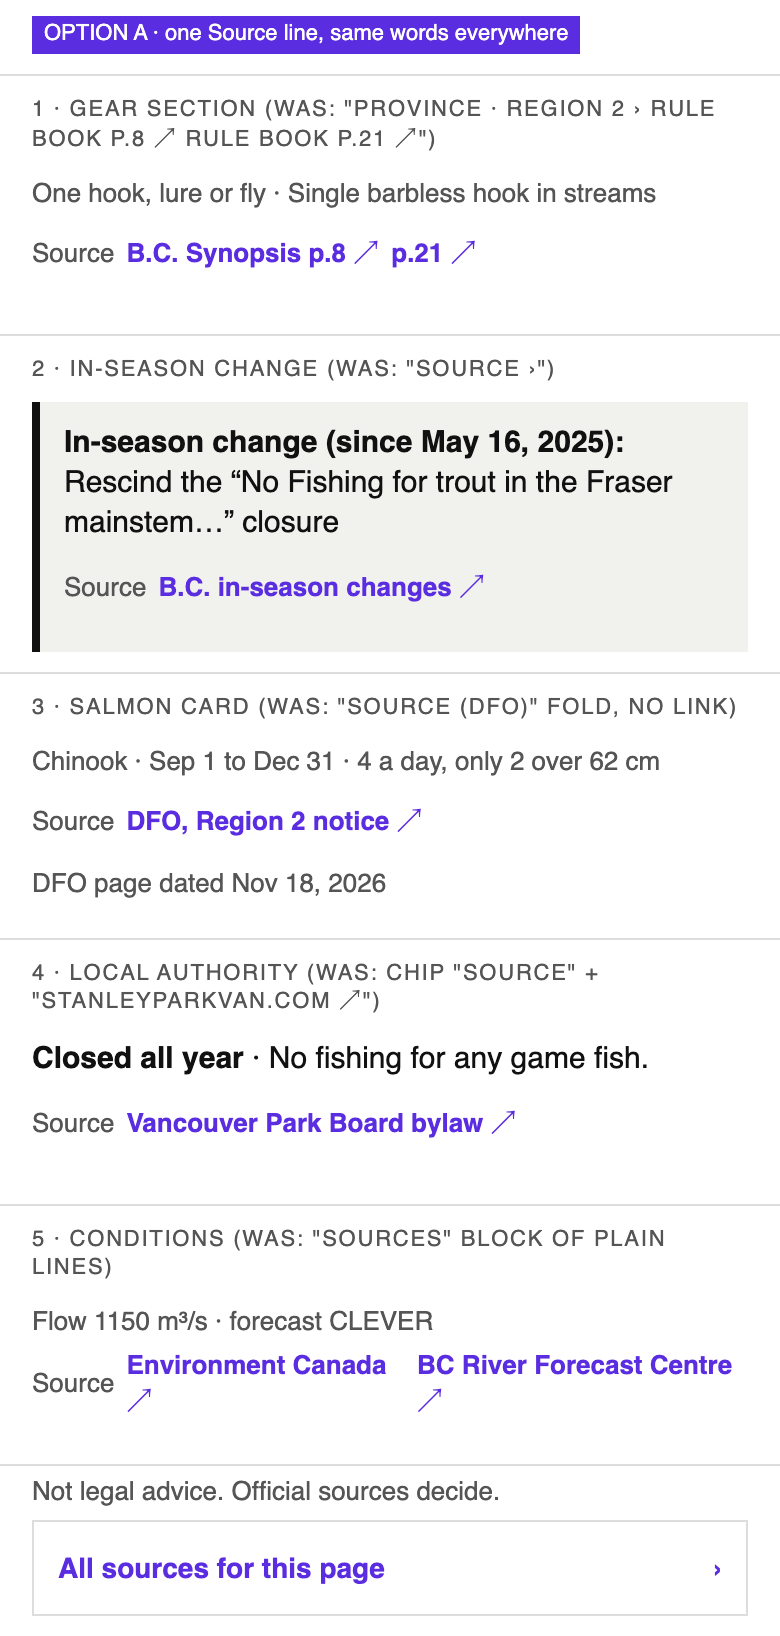 OPTION A · one Source line, same words everywhere
1 · GEAR SECTION (WAS: "PROVINCE · REGION 2 › RULE
BOOK P.8 ↗ RULE BOOK P.21 ↗")
One hook, lure or fly · Single barbless hook in streams
Source B.C. Synopsis p.8 ↗ p.21 ↗
2 · IN-SEASON CHANGE (WAS: "SOURCE ›")
In-season change (since May 16, 2025):
Rescind the “No Fishing for trout in the Fraser
mainstem…” closure
Source B.C. in-season changes ↗
3 · SALMON CARD (WAS: "SOURCE (DFO)" FOLD, NO LINK)
Chinook · Sep 1 to Dec 31 · 4 a day, only 2 over 62 cm
Source DFO, Region 2 notice ↗
DFO page dated Nov 18, 2026
4 · LOCAL AUTHORITY (WAS: CHIP "SOURCE" +
"STANLEYPARKVAN.COM ↗")
Closed all year · No fishing for any game fish.
Source Vancouver Park Board bylaw ↗
5 · CONDITIONS (WAS: "SOURCES" BLOCK OF PLAIN
LINES)
Flow 1150 m³/s · forecast CLEVER
Source Environment Canada ↗ BC River Forecast Centre ↗
Not legal advice. Official sources decide.
All sources for this page ›